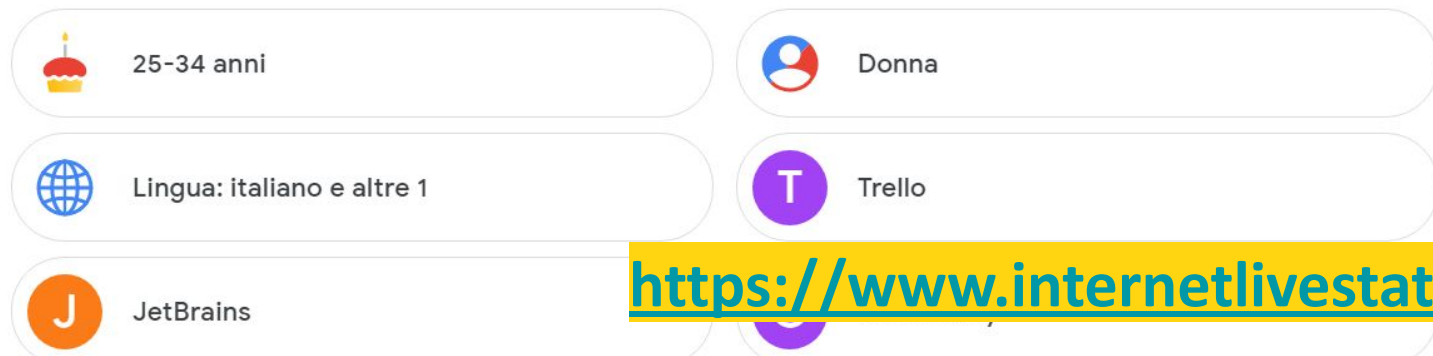 25-34 anni
Donna
Lingua: italiano e altre 1
T
Trello
https://www.internetlivestat
J
JetBrains